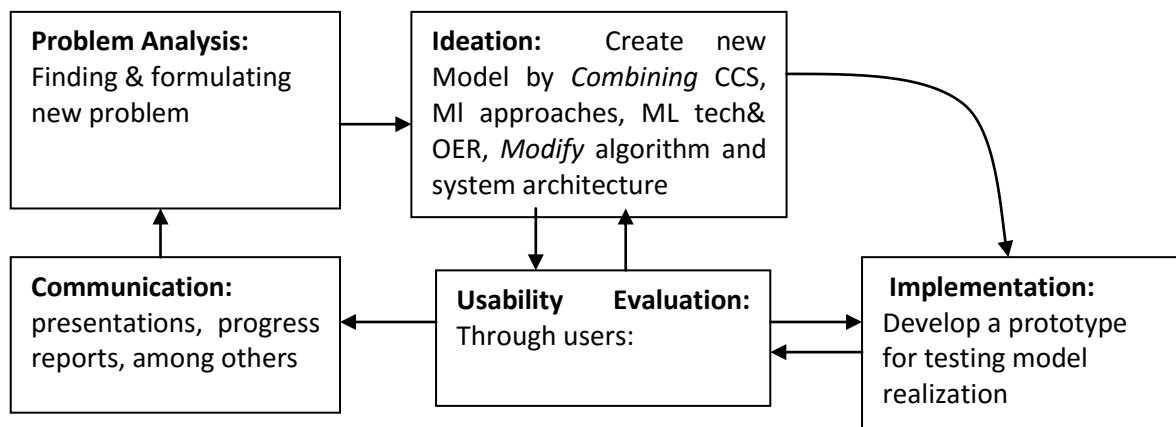 Problem Analysis:
Finding & formulating
new problem
Ideation: Create new
Model by Combining CCS,
Ml approaches, ML tech&
OER, Modify algorithm and
system architecture
Communication:
presentations, progress
reports, among others
Usability Evaluation:
Through users:
Implementation:
Develop a prototype
for testing model
realization